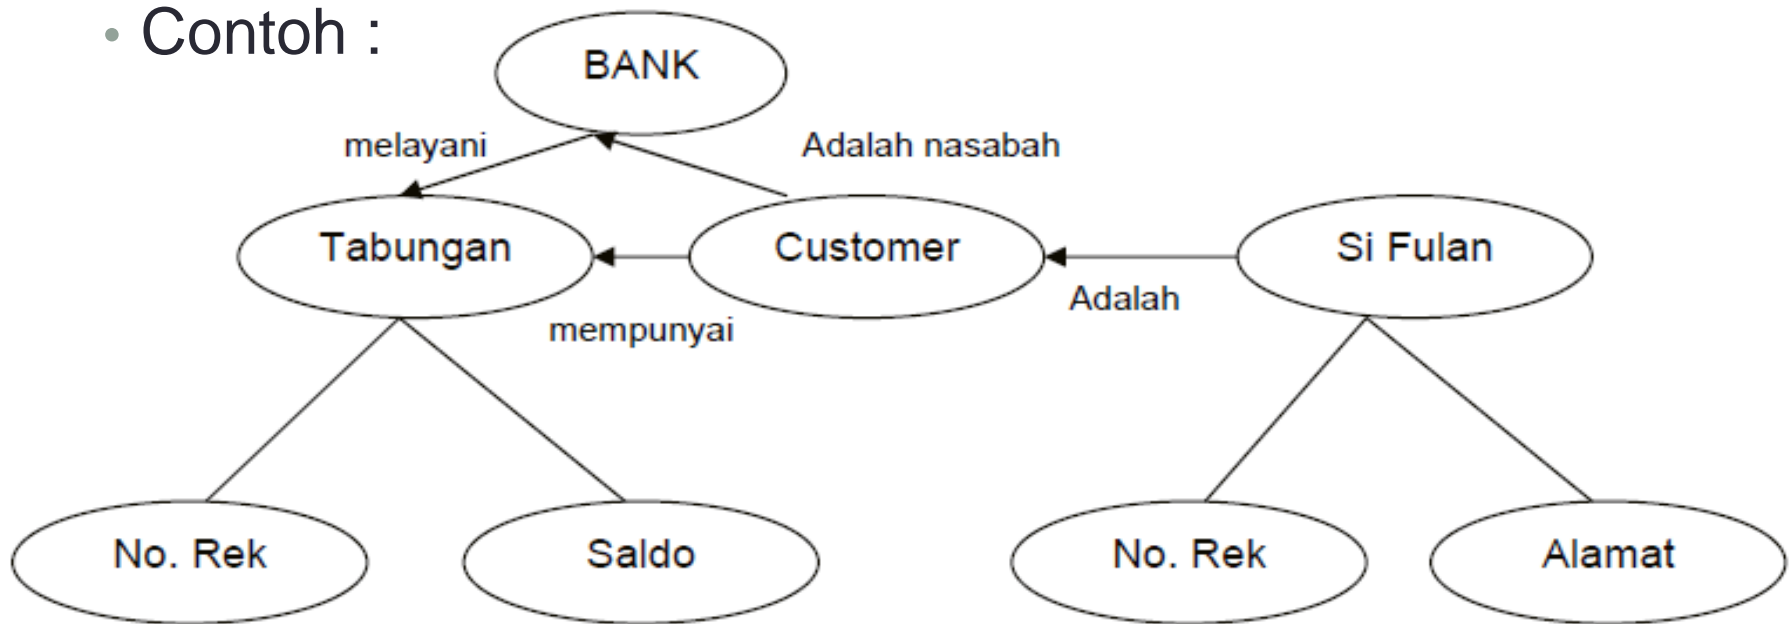 • Contoh :
BANK
melayani
Adalah nasabah
Tabungan
Customer
Si Fulan
Adalah
mempunyai
No. Rek
Saldo
No. Rek
Alamat